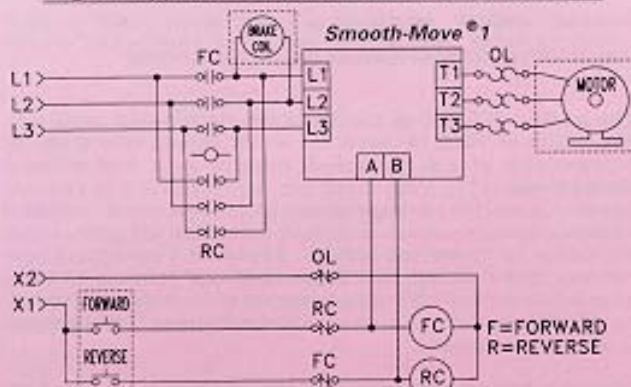 BRAKE
COIL
Smooth-Move® 1
FC
OL
L1
L2
L3
L1
L2
L3
T1
T2
T3
MOTOR
A B
RC
OL
X2
X1
FORWARD
RC
FC
F=FORWARD
R=REVERSE
REVERSE
FC
RC